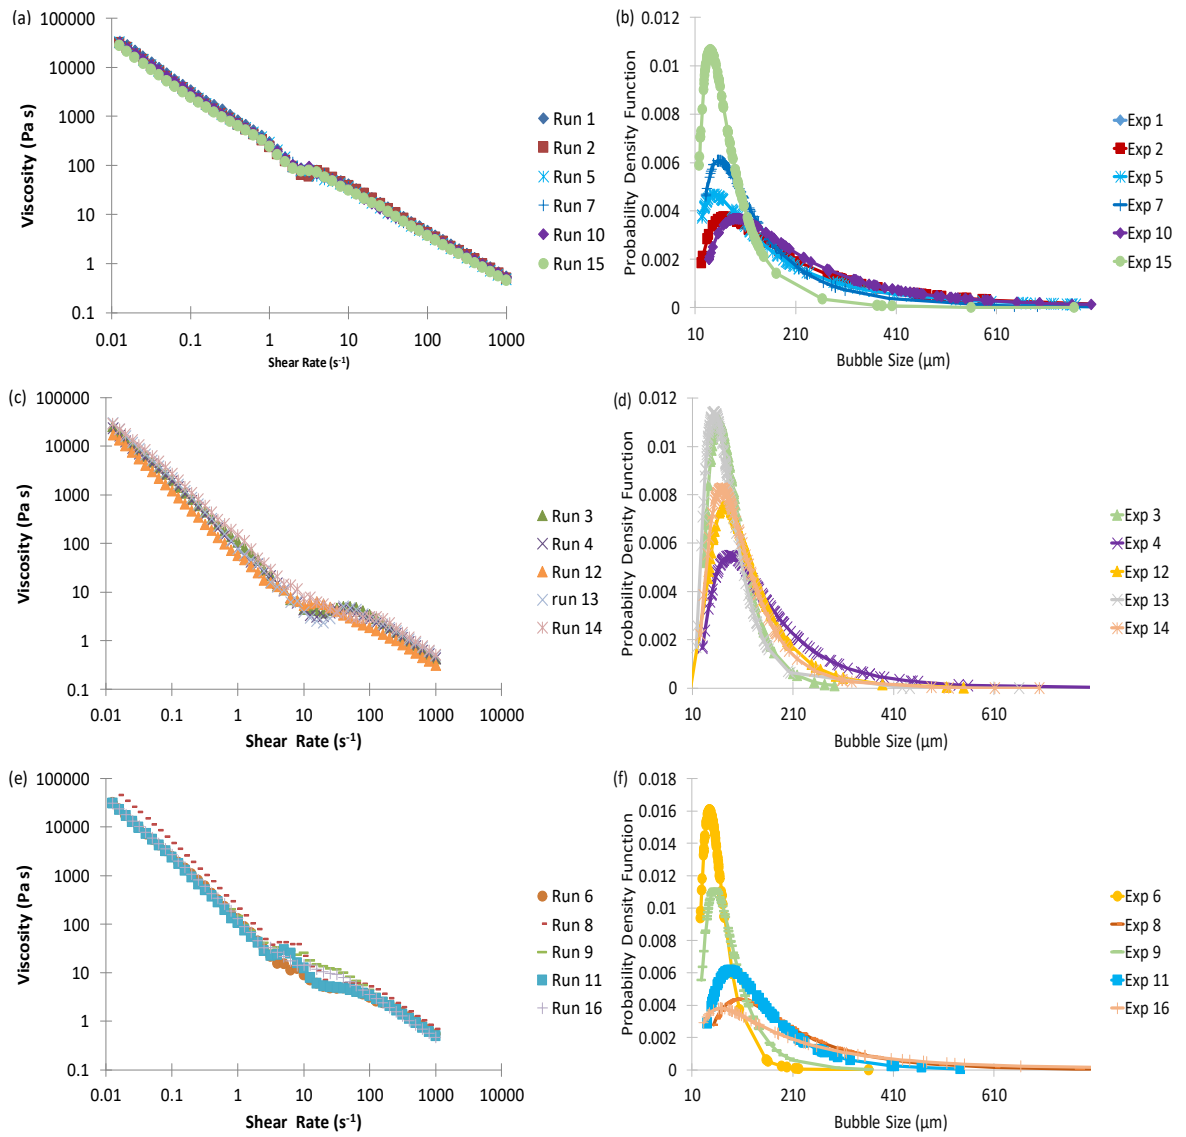 (a)
100000
10000
1000
100
10
1
0.1
Viscosity (Pa s)
0.01
0.1
1
10
100
1000
Shear Rate (s⁻¹)
Run 1
Run 2
Run 5
Run 7
Run 10
Run 15
(b)
0.012
0.01
0.008
0.006
0.004
0.002
0
Probability Density Function
10
210
410
610
Bubble Size (µm)
Exp 1
Exp 2
Exp 5
Exp 7
Exp 10
Exp 15
(c)
100000
10000
1000
100
10
1
0.1
Viscosity (Pa s)
0.01
0.1
1
10
100
1000
10000
Shear Rate (s⁻¹)
Run 3
Run 4
Run 12
run 13
Run 14
(d)
0.012
0.01
0.008
0.006
0.004
0.002
0
Probability Density Function
10
210
410
610
Bubble Size (µm)
Exp 3
Exp 4
Exp 12
Exp 13
Exp 14
(e)
100000
10000
1000
100
10
1
0.1
Viscosity (Pa s)
0.01
0.1
1
10
100
1000
10000
Shear Rate (s⁻¹)
Run 6
Run 8
Run 9
Run 11
Run 16
(f)
0.018
0.016
0.014
0.012
0.01
0.008
0.006
0.004
0.002
0
Probability Density Function
10
210
410
610
Bubble Size (µm)
Exp 6
Exp 8
Exp 9
Exp 11
Exp 16